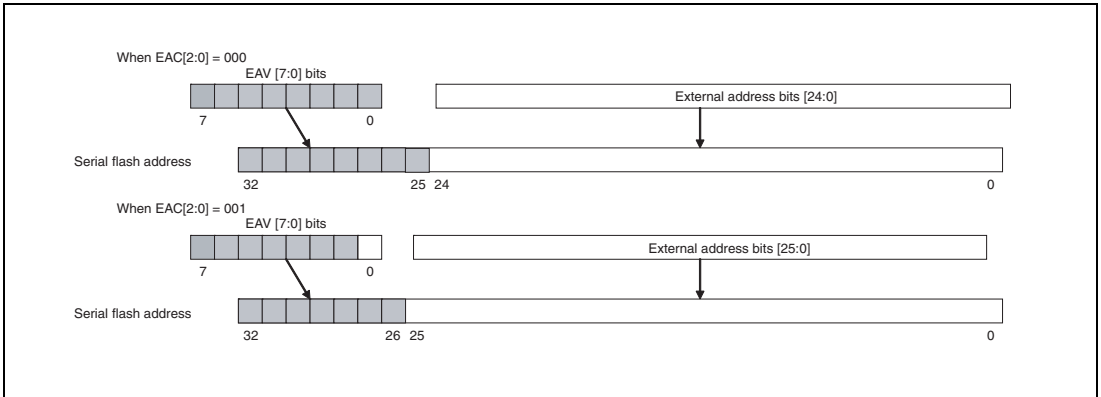 When EAC[2:0] = 000
EAV [7:0] bits
External address bits [24:0]
7 0
Serial flash address
32 25 24 0
When EAC[2:0] = 001
EAV [7:0] bits
External address bits [25:0]
7 0
Serial flash address
32 26 25 0